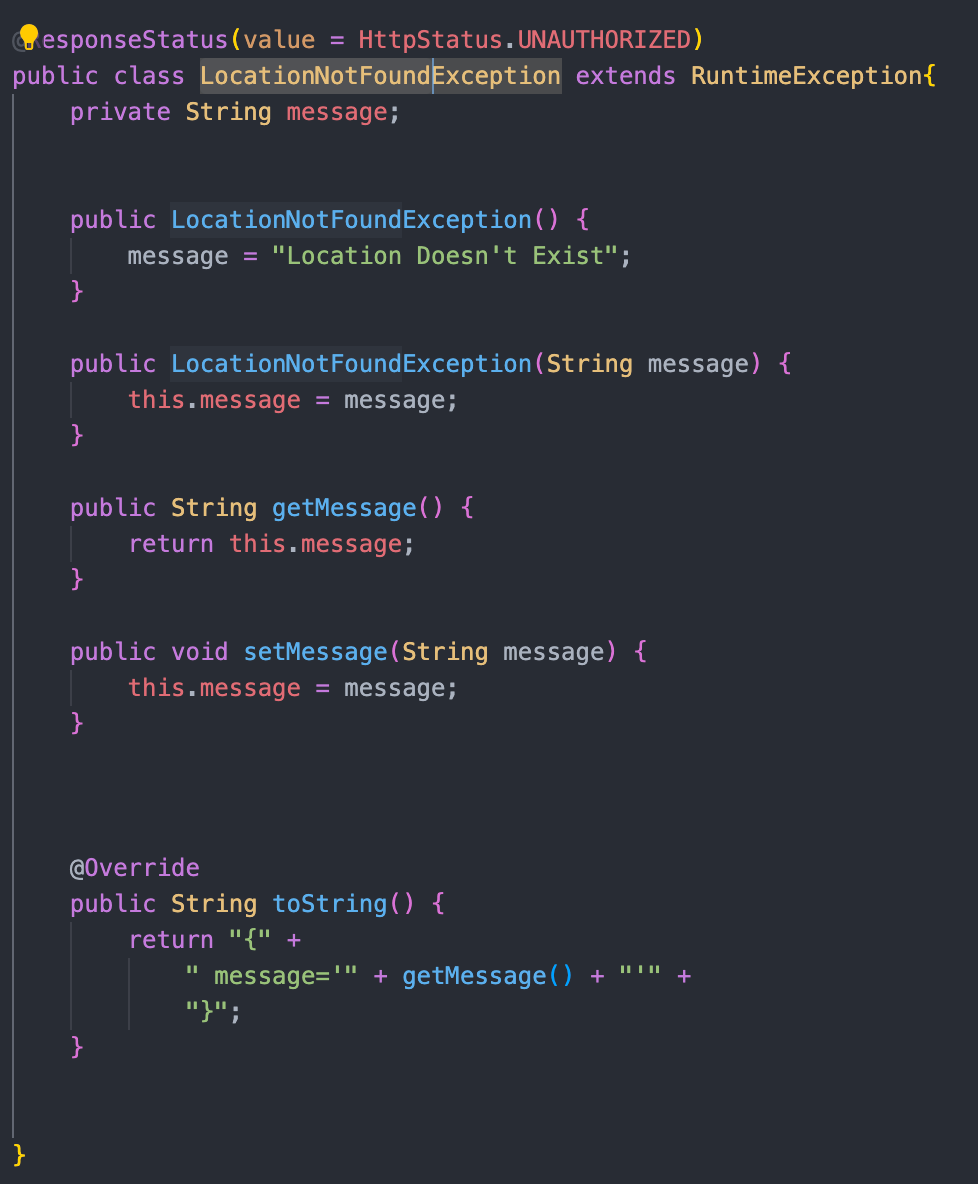 @ResponseStatus(value = HttpStatus.UNAUTHORIZED)
public class LocationNotFoundException extends RuntimeException{
    private String message;
    public LocationNotFoundException() {
        message = "Location Doesn't Exist";
    }
    public LocationNotFoundException(String message) {
        this.message = message;
    }
    public String getMessage() {
        return this.message;
    }
    public void setMessage(String message) {
        this.message = message;
    }
    @Override
    public String toString() {
        return "{" +
            " message='" + getMessage() + "'" +
            "}";
    }
}